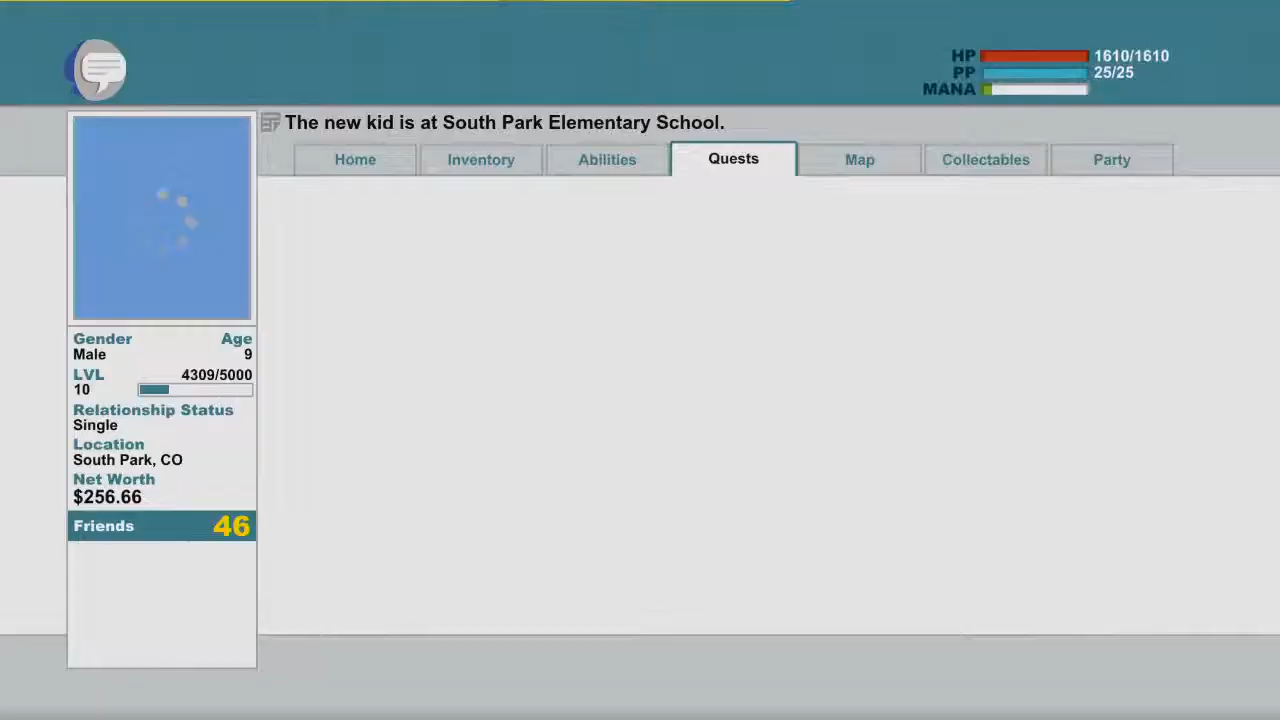 HP 1610/1610
PP 25/25
MANA
The new kid is at South Park Elementary School.
Home Inventory Abilities Quests Map Collectables Party
Gender Age
Male 9
LVL 4309/5000
10
Relationship Status
Single
Location
South Park, CO
Net Worth
$256.66
Friends 46